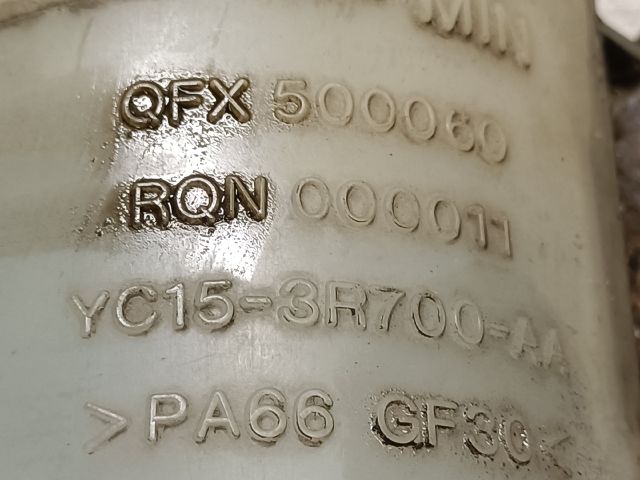 MIN
QFX 500060
RQN 000011
YC15-3R700-AA
>PA66 GF30<